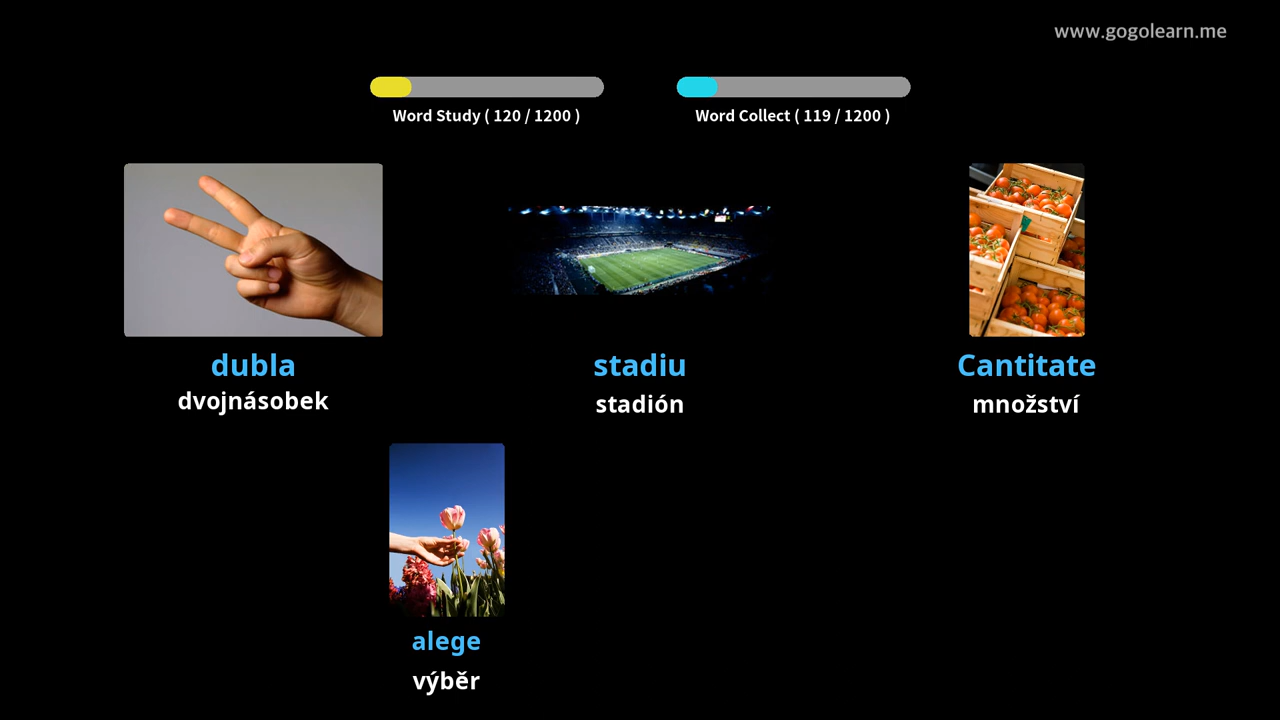 www.gogolearn.me
Word Study ( 120 / 1200 )
Word Collect ( 119 / 1200 )
dubla
dvojnásobek
stadiu
stadión
Cantitate
množství
alege
výběr